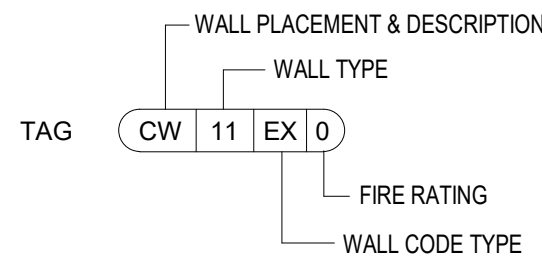 WALL PLACEMENT & DESCRIPTION
WALL TYPE
TAG CW 11 EX 0
FIRE RATING
WALL CODE TYPE